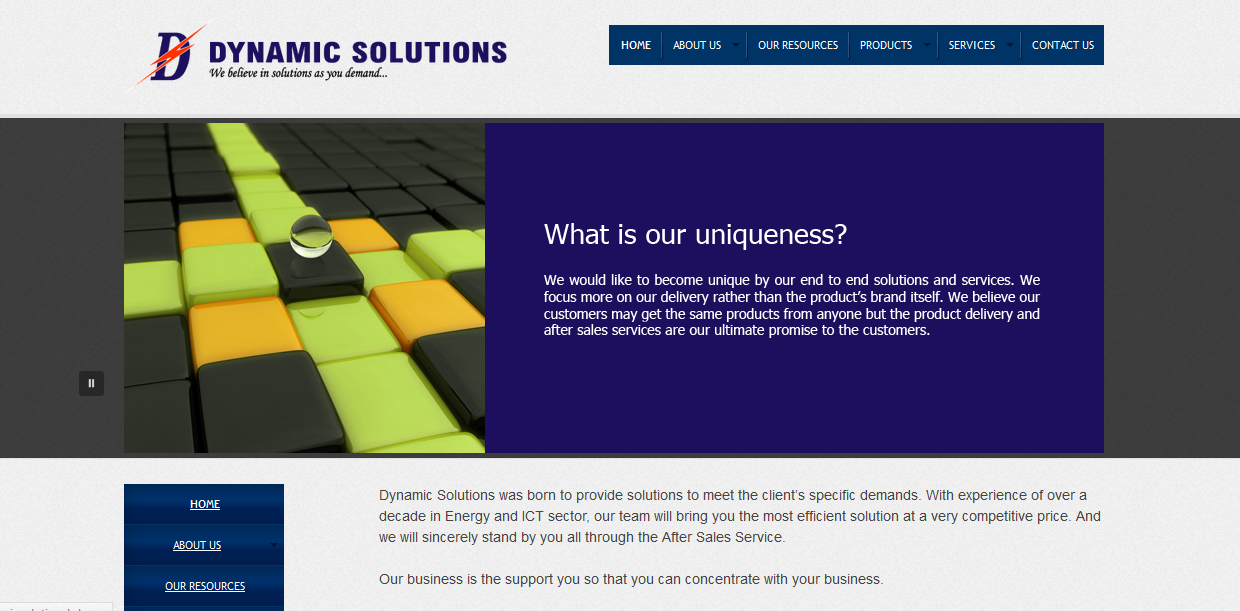 DYNAMIC SOLUTIONS
We believe in solutions as you demand...
HOME ABOUT US OUR RESOURCES PRODUCTS SERVICES CONTACT US
What is our uniqueness?
We would like to become unique by our end to end solutions and services. We
focus more on our delivery rather than the product’s brand itself. We believe our
customers may get the same products from anyone but the product delivery and
after sales services are our ultimate promise to the customers.
HOME
ABOUT US
OUR RESOURCES
Dynamic Solutions was born to provide solutions to meet the client’s specific demands. With experience of over a
decade in Energy and ICT sector, our team will bring you the most efficient solution at a very competitive price. And
we will sincerely stand by you all through the After Sales Service.
Our business is the support you so that you can concentrate with your business.